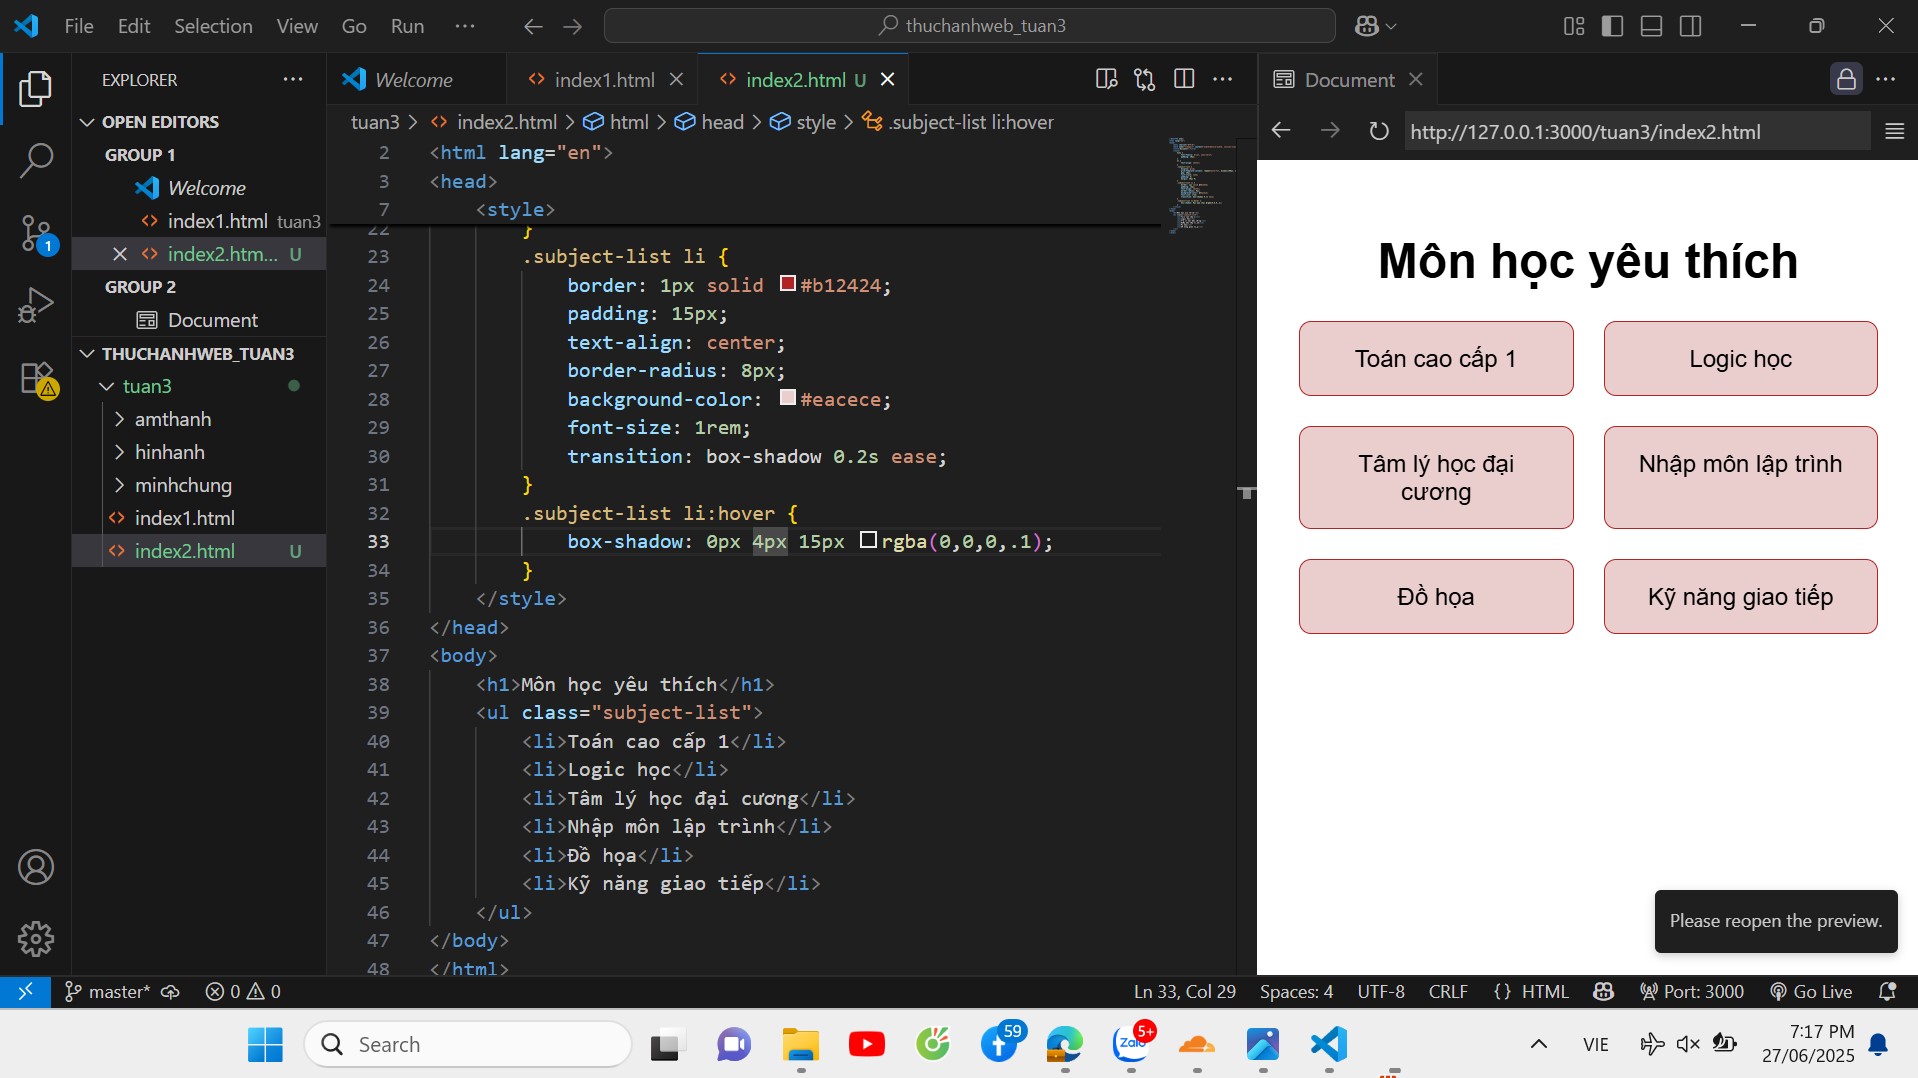 File Edit Selection View Go Run ··· thuchanhweb_tuan3
EXPLORER
OPEN EDITORS
GROUP 1
Welcome
index1.html tuan3
index2.htm... U
GROUP 2
Document
THUCHANHWEB_TUAN3
tuan3
amthanh
hinhanh
minhchung
index1.html
index2.html U
1
Welcome index1.html index2.html U
tuan3 > index2.html > html > head > style > .subject-list li:hover
2 <html lang="en">
3 <head>
7 <style>
22 }
23 .subject-list li {
24 border: 1px solid #b12424;
25 padding: 15px;
26 text-align: center;
27 border-radius: 8px;
28 background-color: #eacece;
29 font-size: 1rem;
30 transition: box-shadow 0.2s ease;
31 }
32 .subject-list li:hover {
33 box-shadow: 0px 4px 15px rgba(0,0,0,.1);
34 }
35 </style>
36 </head>
37 <body>
38 <h1>Môn học yêu thích</h1>
39 <ul class="subject-list">
40 <li>Toán cao cấp 1</li>
41 <li>Logic học</li>
42 <li>Tâm lý học đại cương</li>
43 <li>Nhập môn lập trình</li>
44 <li>Đồ họa</li>
45 <li>Kỹ năng giao tiếp</li>
46 </ul>
47 </body>
48 </html>
Document
http://127.0.0.1:3000/tuan3/index2.html
Môn học yêu thích
Toán cao cấp 1
Logic học
Tâm lý học đại
cương
Nhập môn lập trình
Đồ họa
Kỹ năng giao tiếp
Please reopen the preview.
master* 0 0 Ln 33, Col 29 Spaces: 4 UTF-8 CRLF {} HTML Port: 3000 Go Live
Search
59
Zalo
5+
VIE
7:17 PM
27/06/2025